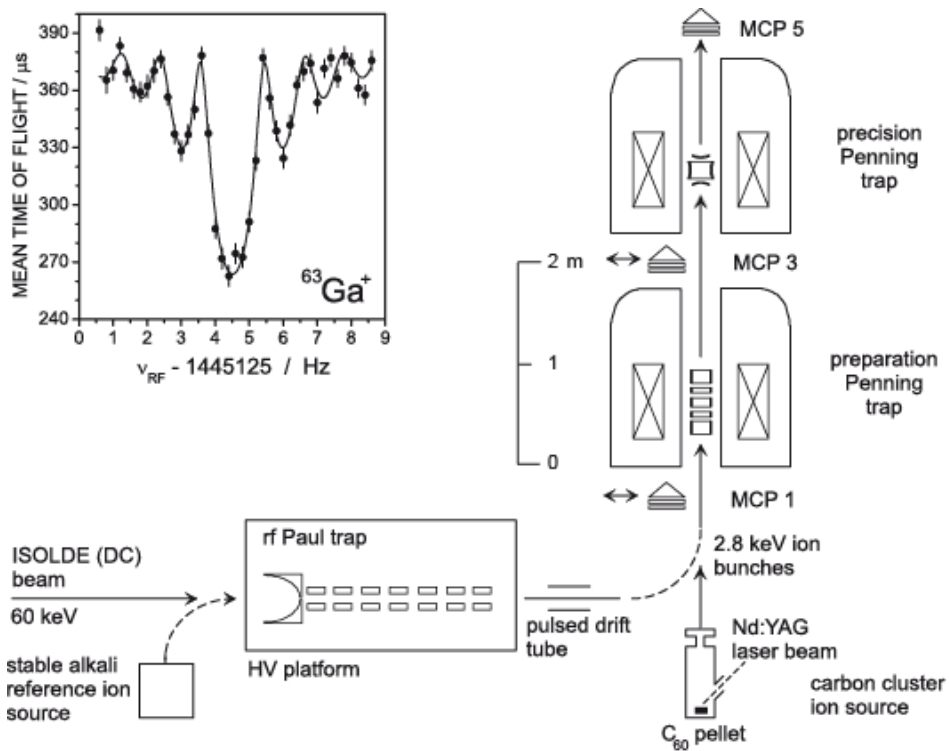 MEAN TIME OF FLIGHT / μs
390
360
330
300
270
240
0 1 2 3 4 5 6 7 8 9
ν_RF - 1445125 / Hz
⁶³Ga⁺
MCP 5
precision
Penning
trap
MCP 3
2 m
1
0
preparation
Penning
trap
MCP 1
2.8 keV ion
bunches
ISOLDE (DC)
beam
60 keV
stable alkali
reference ion
source
rf Paul trap
HV platform
pulsed drift
tube
Nd:YAG
laser beam
carbon cluster
ion source
C₆₀ pellet